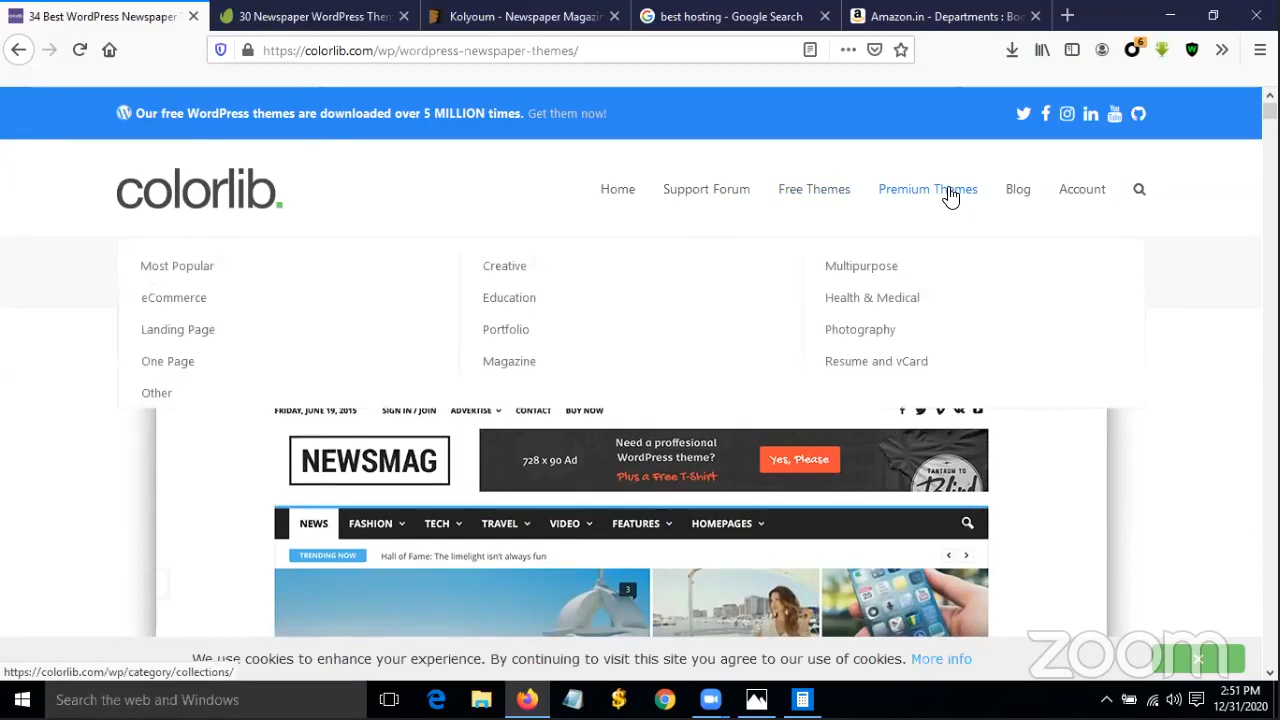 34 Best WordPress Newspaper
30 Newspaper WordPress Them
Kolyoum - Newspaper Magazin
best hosting - Google Search
Amazon.in - Departments : Boo
https://colorlib.com/wp/wordpress-newspaper-themes/
6
Our free WordPress themes are downloaded over 5 MILLION times. Get them now!
colorlib.
Home
Support Forum
Free Themes
Premium Themes
Blog
Account
Most Popular
Creative
Multipurpose
eCommerce
Education
Health & Medical
Landing Page
Portfolio
Photography
One Page
Magazine
Resume and vCard
Other
FRIDAY, JUNE 19, 2015
SIGN IN / JOIN
ADVERTISE
CONTACT
BUY NOW
NEWSMAG
728 x 90 Ad
Need a proffesional
WordPress theme?
Plus a Free T-Shirt
Yes, Please
NEWS
FASHION
TECH
TRAVEL
VIDEO
FEATURES
HOMEPAGES
TRENDING NOW
Hall of Fame: The limelight isn't always fun
3
We use cookies to enhance your experience. By continuing to visit this site you agree to our use of cookies. More info
zoom
https://colorlib.com/wp/category/collections/
Search the web and Windows
2:51 PM
12/31/2020